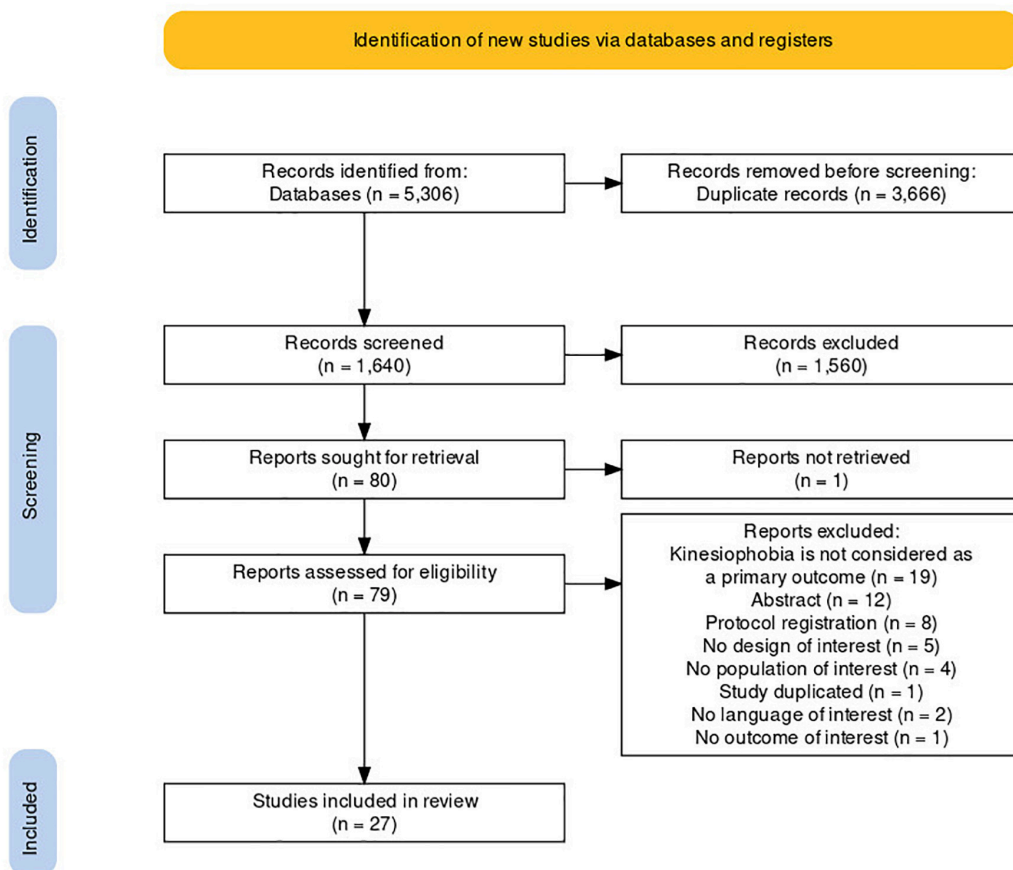 Identification of new studies via databases and registers
Identification
Records identified from:
Databases (n = 5,306)
Records removed before screening:
Duplicate records (n = 3,666)
Screening
Records screened
(n = 1,640)
Records excluded
(n = 1,560)
Reports sought for retrieval
(n = 80)
Reports not retrieved
(n = 1)
Reports assessed for eligibility
(n = 79)
Reports excluded:
Kinesiophobia is not considered as
a primary outcome (n = 19)
Abstract (n = 12)
Protocol registration (n = 8)
No design of interest (n = 5)
No population of interest (n = 4)
Study duplicated (n = 1)
No language of interest (n = 2)
No outcome of interest (n = 1)
Included
Studies included in review
(n = 27)